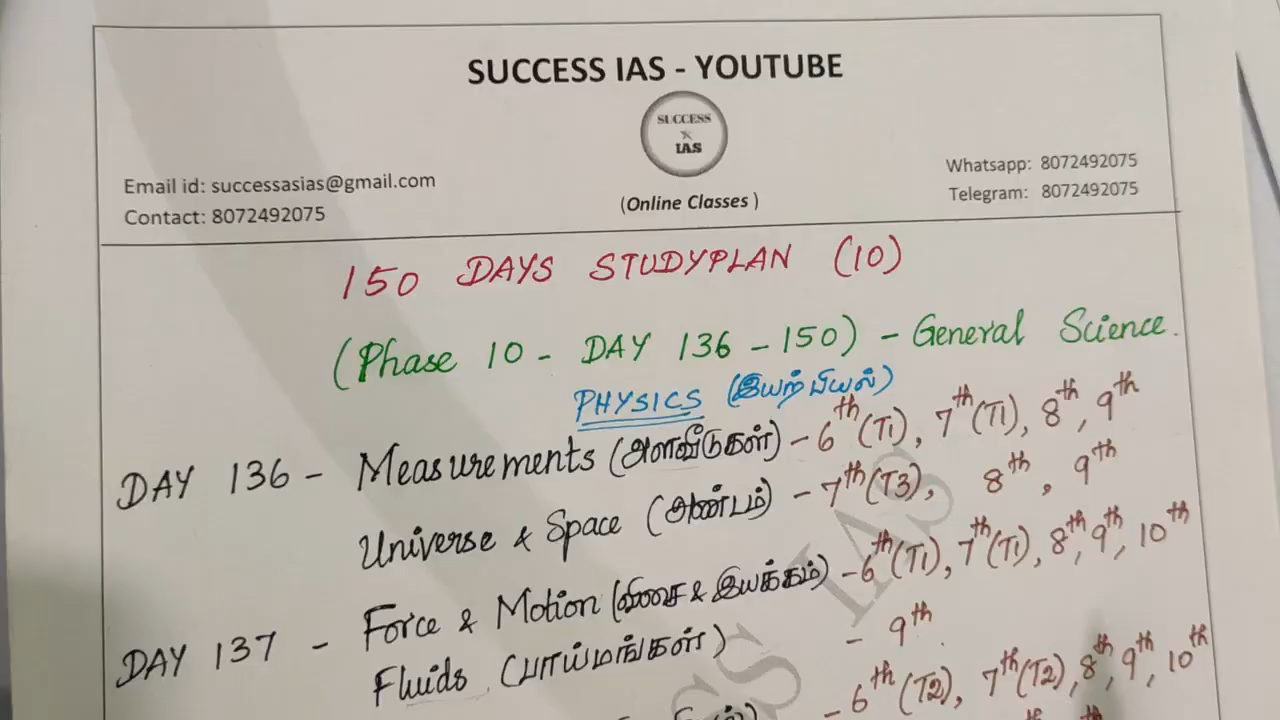 SUCCESS IAS - YOUTUBE
SUCCESS
IAS
(Online Classes )
Email id: successasias@gmail.com
Contact: 8072492075
Whatsapp: 8072492075
Telegram: 8072492075
150 DAYS STUDYPLAN (10)
(Phase 10 - DAY 136 - 150) - General Science.
PHYSICS (இயற்பியல்)
DAY 136 - Measurements (அளவீடுகள்) - 6th (T1), 7th (T1), 8th, 9th
Universe & Space (அண்டம்) - 7th (T3), 8th, 9th
DAY 137 - Force & Motion (விசை & இயக்கம்) - 6th (T1), 7th (T1), 8th, 9th, 10th
Fluids (பாய்மங்கள்) - 9th
- 6th (T2), 7th (T2), 8th, 9th, 10th
SS IAS